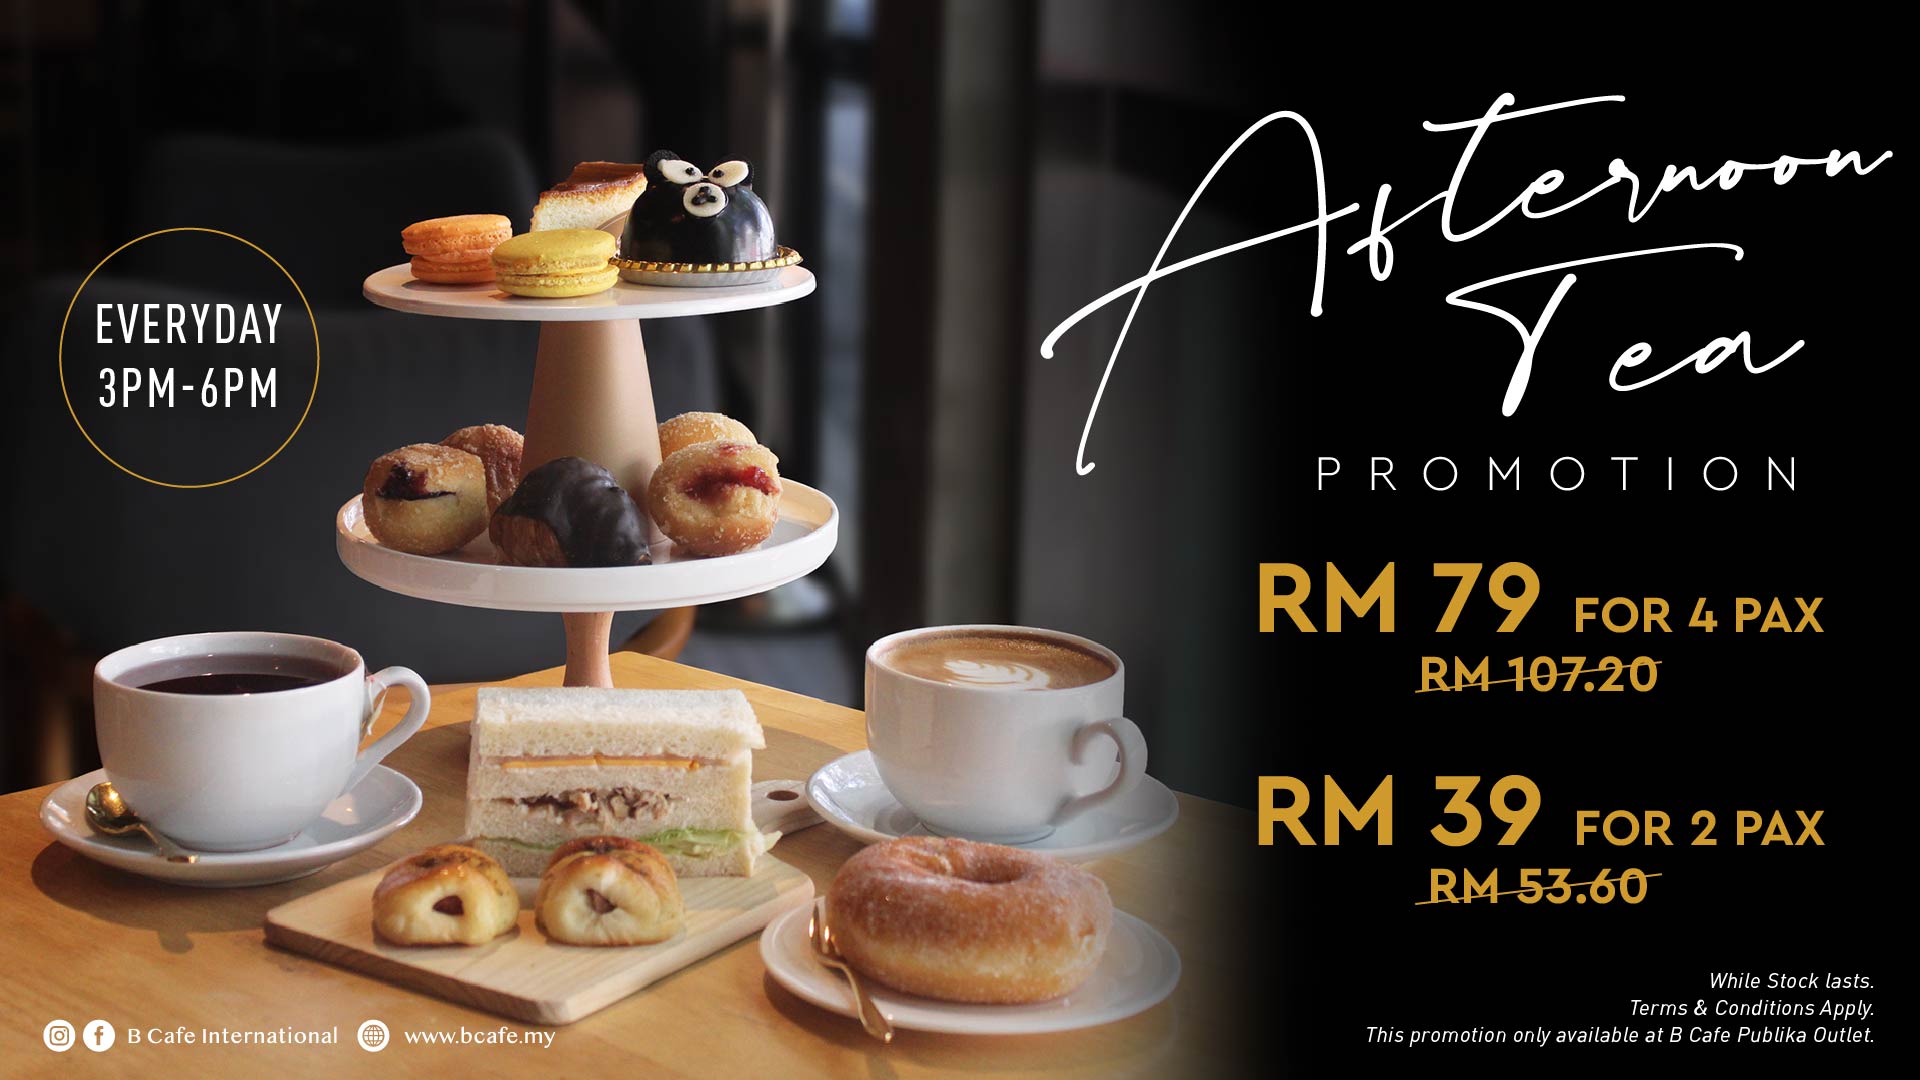 EVERYDAY
3PM-6PM
Afternoon
Tea
PROMOTION
RM 79 FOR 4 PAX
RM 107.20
RM 39 FOR 2 PAX
RM 53.60
While Stock lasts.
Terms & Conditions Apply.
This promotion only available at B Cafe Publika Outlet.
B Cafe International www.bcafe.my